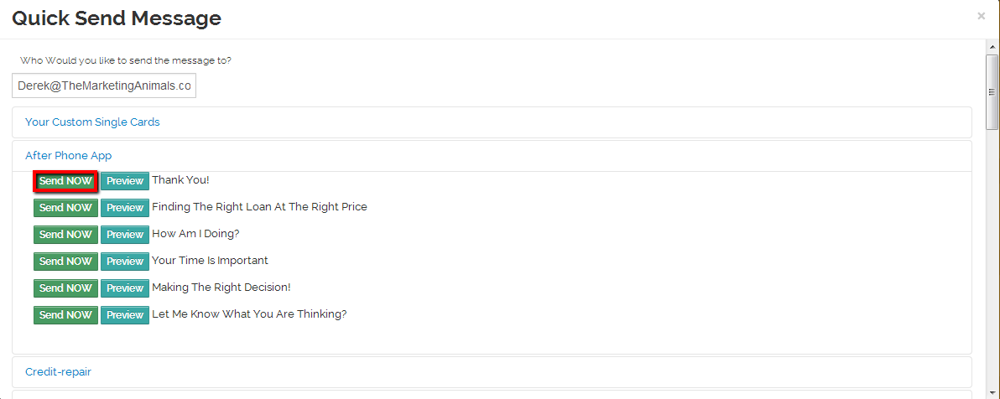 Quick Send Message
×
Who Would you like to send the message to?
Derek@TheMarketingAnimals.co
Your Custom Single Cards
After Phone App
Send NOW Preview Thank You!
Send NOW Preview Finding The Right Loan At The Right Price
Send NOW Preview How Am I Doing?
Send NOW Preview Your Time Is Important
Send NOW Preview Making The Right Decision!
Send NOW Preview Let Me Know What You Are Thinking?
Credit-repair